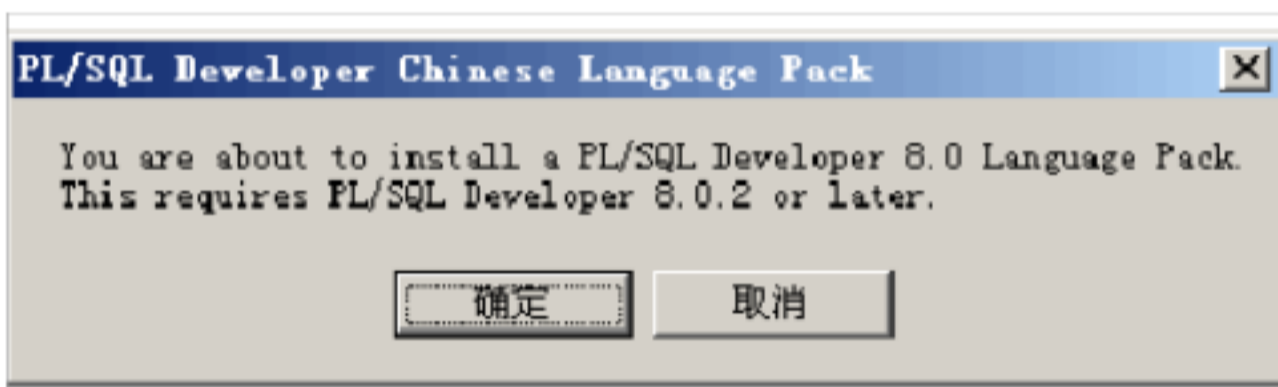 PL/SQL Developer Chinese Language Pack
You are about to install a PL/SQL Developer 8.0 Language Pack.
This requires PL/SQL Developer 8.0.2 or later.
确定 取消